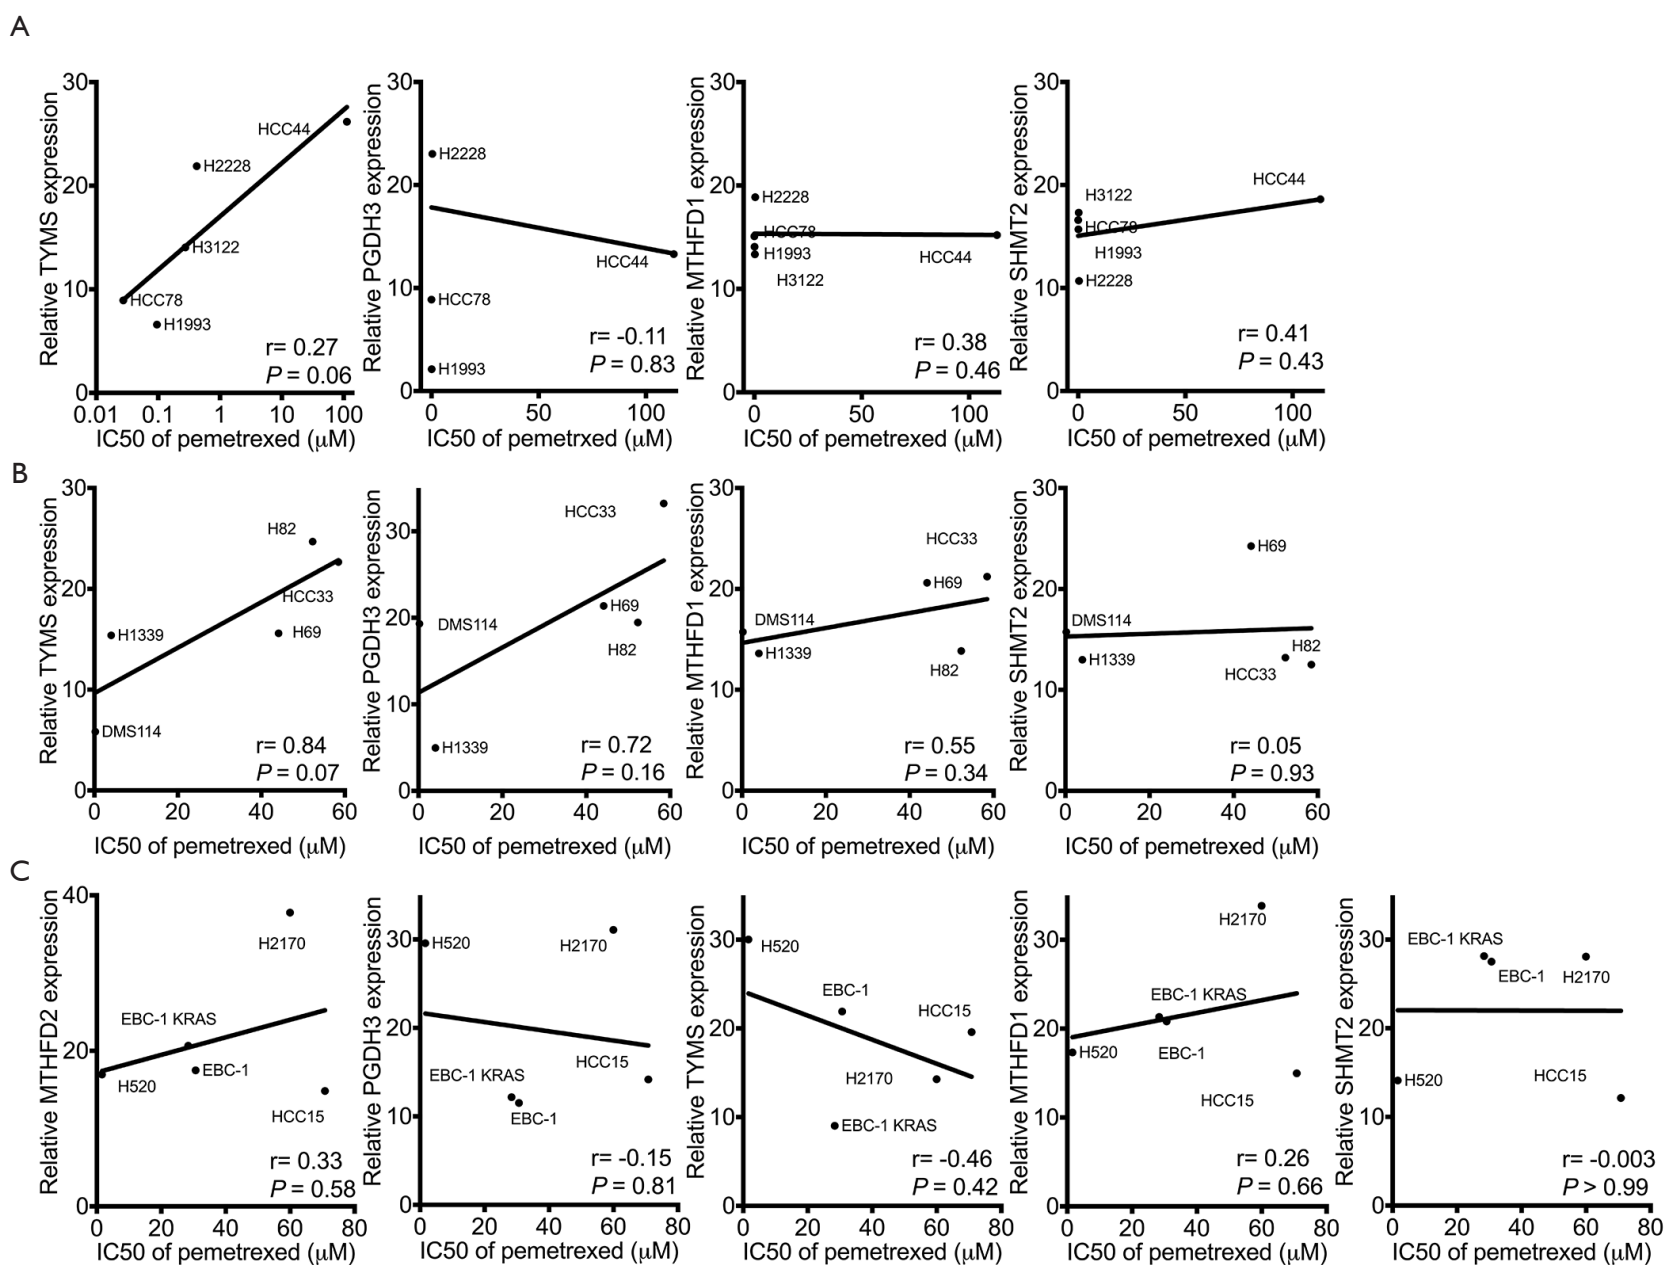 A
Relative TYMS expression
30
20
10
0
HCC44
H2228
H3122
HCC78
H1993
r= 0.27
P = 0.06
0.01 0.1 1 10 100
IC50 of pemetrexed (μM)
Relative PGDH3 expression
30
20
10
0
H2228
HCC44
HCC78
H1993
r= -0.11
P = 0.83
0 50 100
IC50 of pemetrxed (μM)
Relative MTHFD1 expression
30
20
10
0
H2228
HCC78
H1993
HCC44
H3122
r= 0.38
P = 0.46
0 50 100
IC50 of pemetrxed (μM)
Relative SHMT2 expression
30
20
10
0
HCC44
H3122
HCC78
H1993
H2228
r= 0.41
P = 0.43
0 50 100
IC50 of pemetrxed (μM)
B
Relative TYMS expression
30
20
10
0
H82
HCC33
H1339
H69
DMS114
r= 0.84
P = 0.07
0 20 40 60
IC50 of pemetrexed (μM)
Relative PGDH3 expression
30
20
10
0
HCC33
H69
DMS114
H82
H1339
r= 0.72
P = 0.16
0 20 40 60
IC50 of pemetrexed (μM)
Relative MTHFD1 expression
30
20
10
0
HCC33
H69
DMS114
H1339
H82
r= 0.55
P = 0.34
0 20 40 60
IC50 of pemetrexed (μM)
Relative SHMT2 expression
30
20
10
0
H69
DMS114
H82
H1339
HCC33
r= 0.05
P = 0.93
0 20 40 60
IC50 of pemetrexed (μM)
C
Relative MTHFD2 expression
40
20
0
H2170
EBC-1 KRAS
EBC-1
H520
HCC15
r= 0.33
P = 0.58
0 20 40 60 80
IC50 of pemetrexed (μM)
Relative PGDH3 expression
30
20
10
0
H520
H2170
HCC15
EBC-1 KRAS
EBC-1
r= -0.15
P = 0.81
0 20 40 60 80
IC50 of pemetrexed (μM)
Relative TYMS expression
30
20
10
0
H520
EBC-1
HCC15
H2170
EBC-1 KRAS
r= -0.46
P = 0.42
0 20 40 60 80
IC50 of pemetrexed (μM)
Relative MTHFD1 expression
30
20
10
0
H2170
EBC-1 KRAS
H520
EBC-1
HCC15
r= 0.26
P = 0.66
0 20 40 60 80
IC50 of pemetrexed (μM)
Relative SHMT2 expression
30
20
10
0
EBC-1 KRAS
EBC-1
H2170
H520
HCC15
r= -0.003
P > 0.99
0 20 40 60 80
IC50 of pemetrexed (μM)